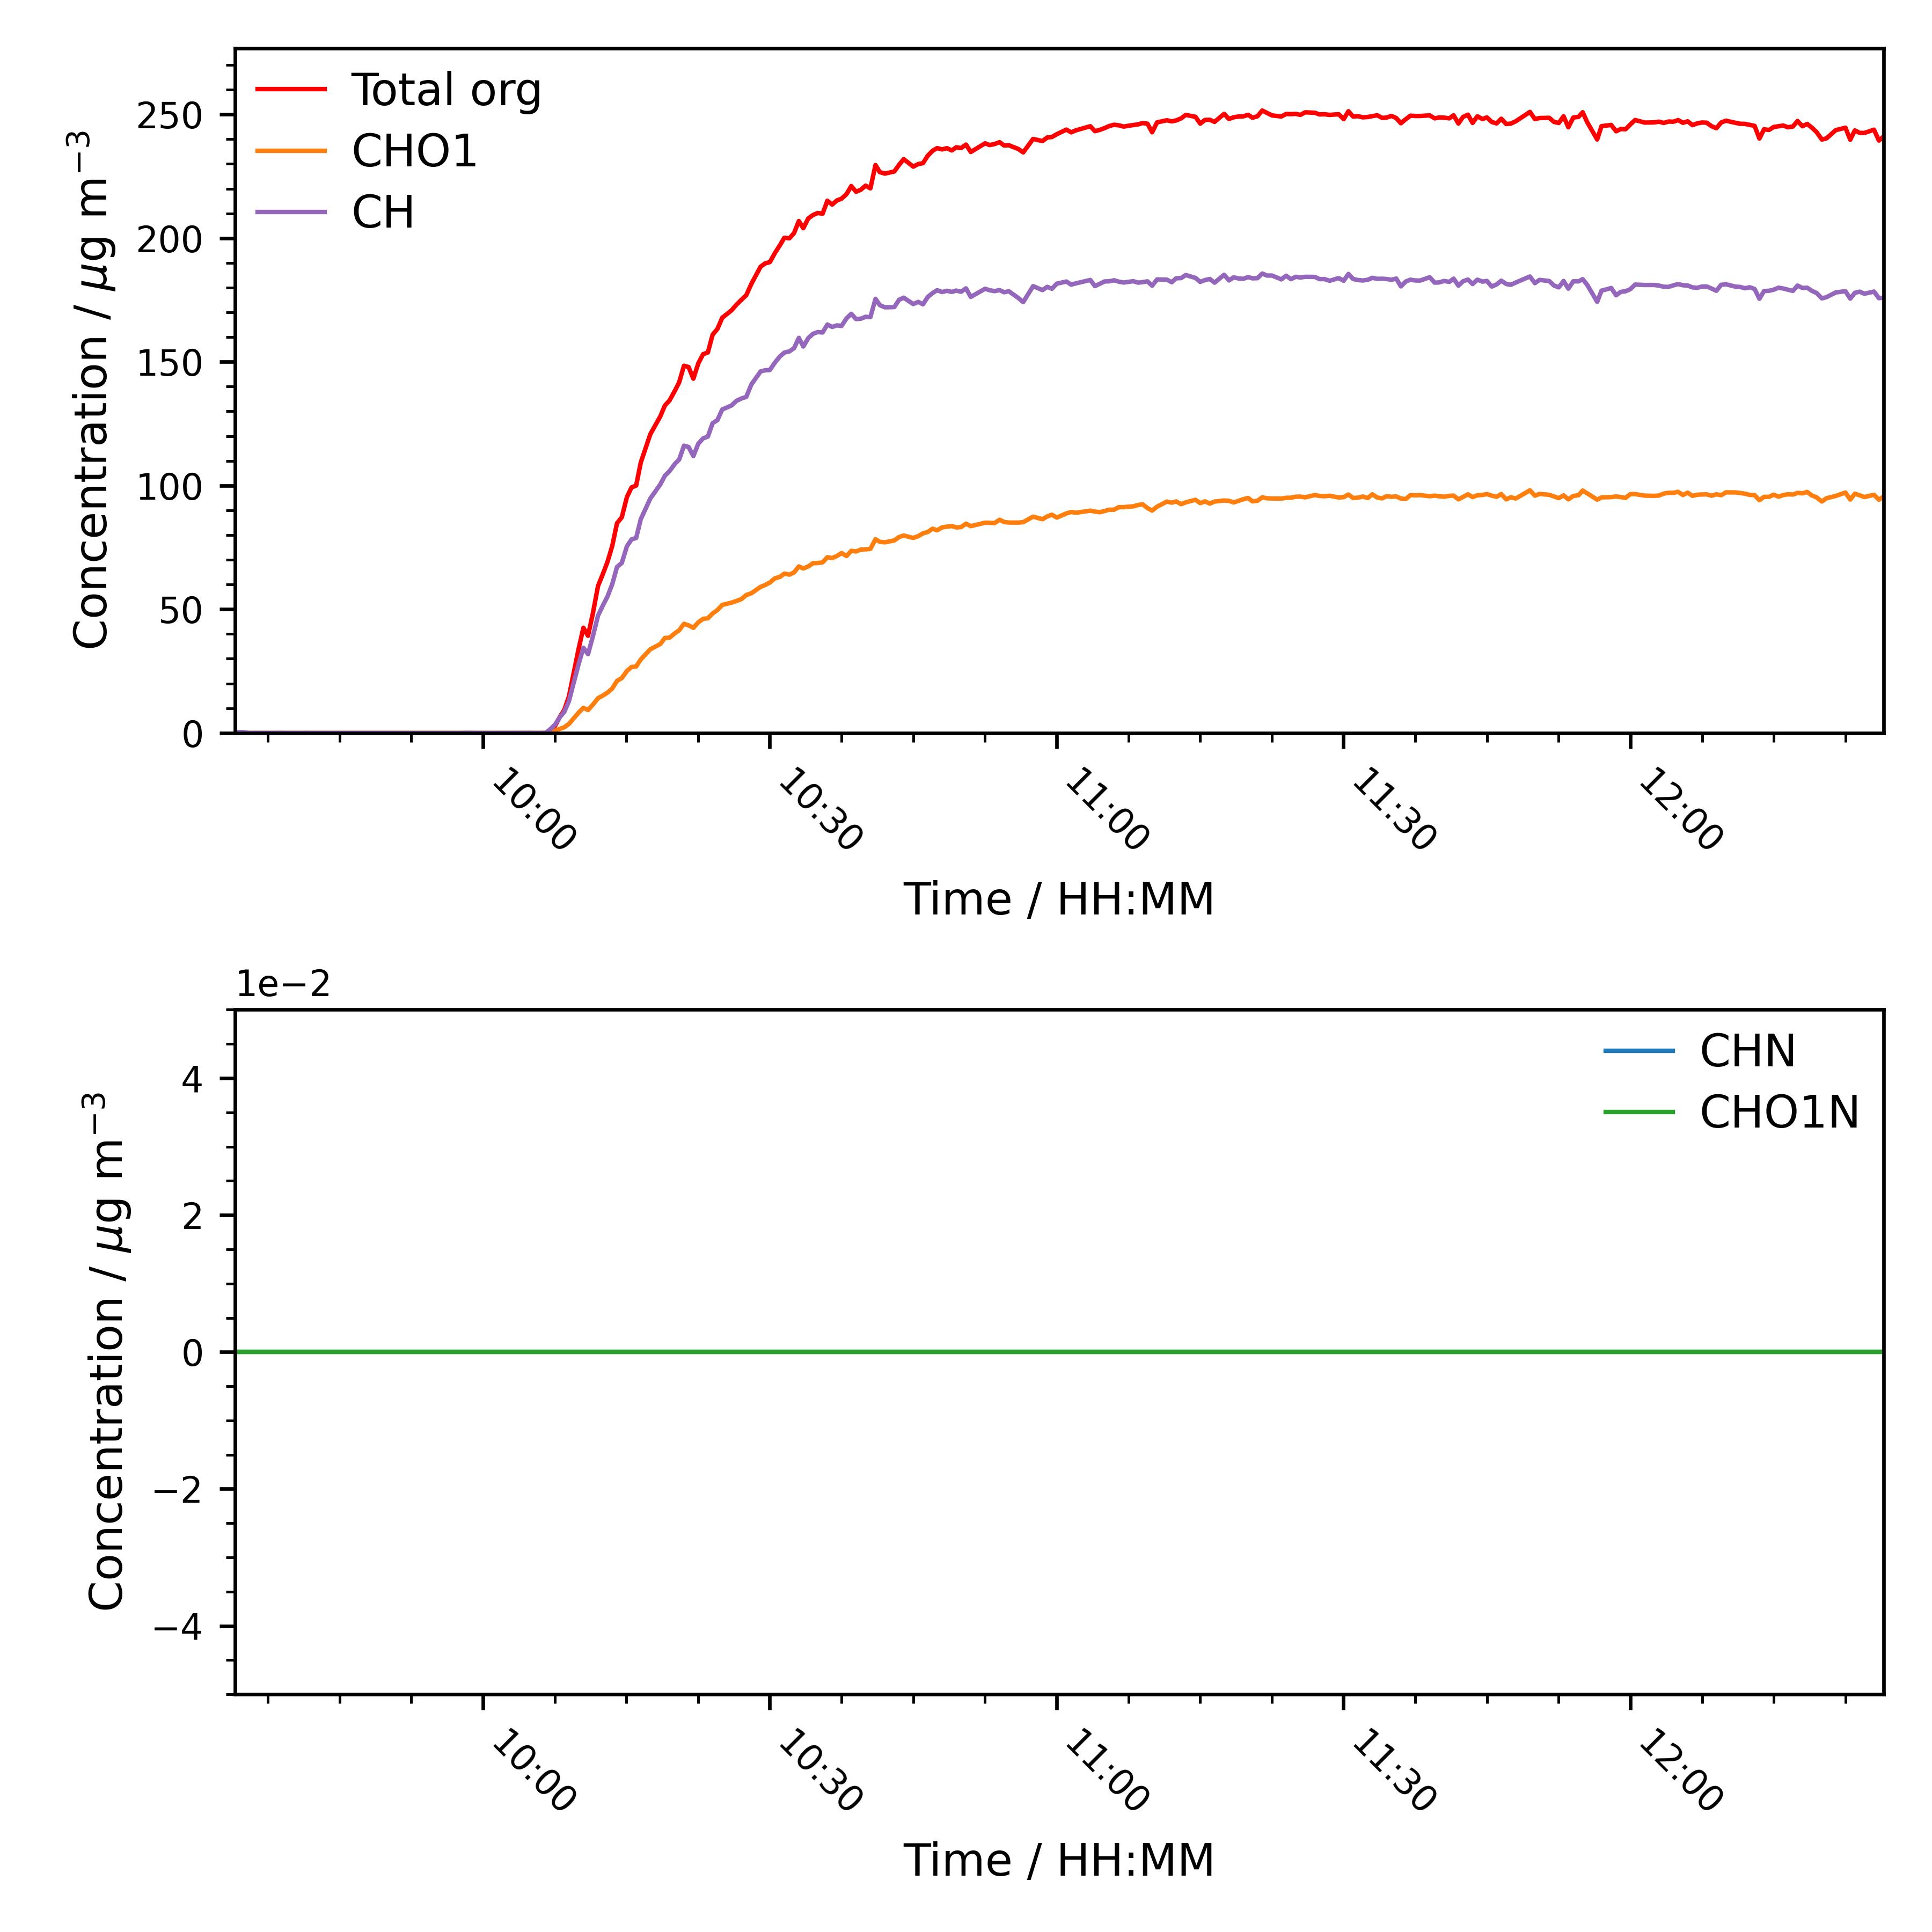 Total org
CHO1
CH
250
200
150
100
50
0
Concentration / μg m⁻³
10:00
10:30
11:00
11:30
12:00
Time / HH:MM
1e−2
CHN
CHO1N
4
2
0
−2
−4
Concentration / μg m⁻³
10:00
10:30
11:00
11:30
12:00
Time / HH:MM